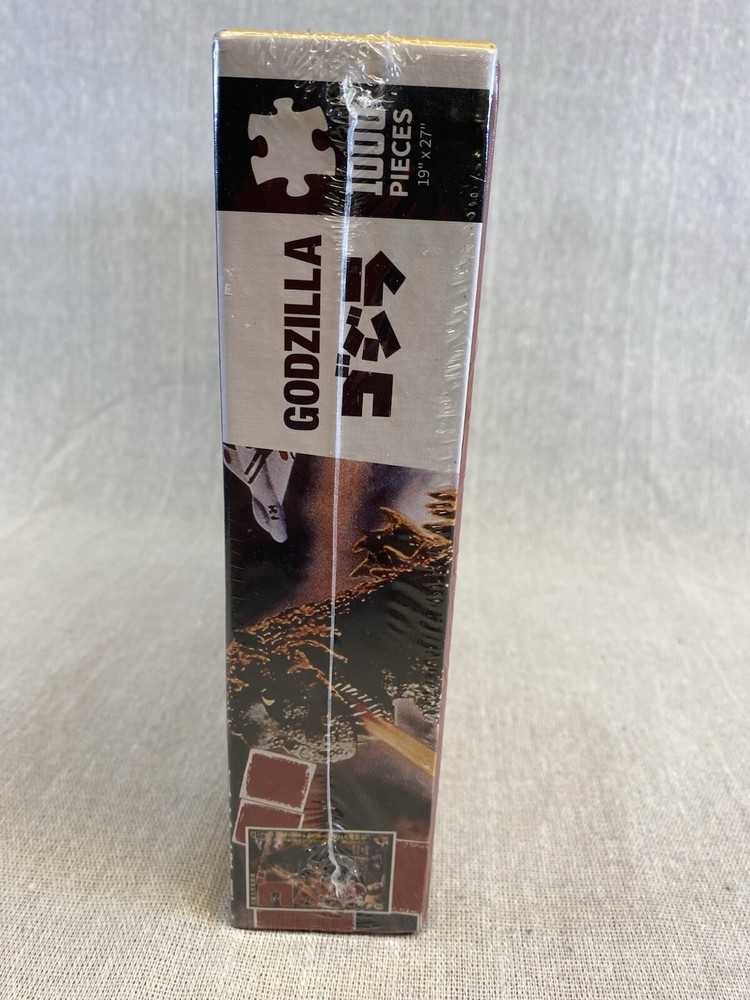 1000
PIECES
19" x 27"
GODZILLA
ゴジラ